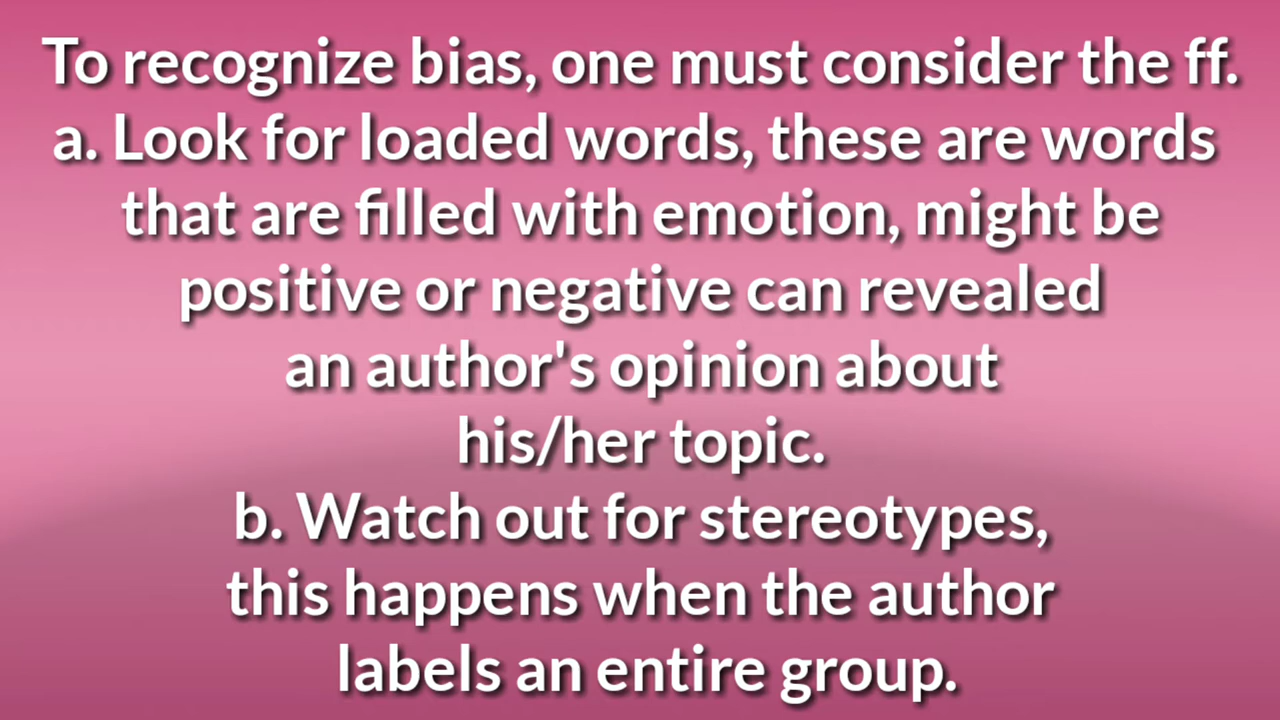 To recognize bias, one must consider the ff.
a. Look for loaded words, these are words
that are filled with emotion, might be
positive or negative can revealed
an author's opinion about
his/her topic.
b. Watch out for stereotypes,
this happens when the author
labels an entire group.